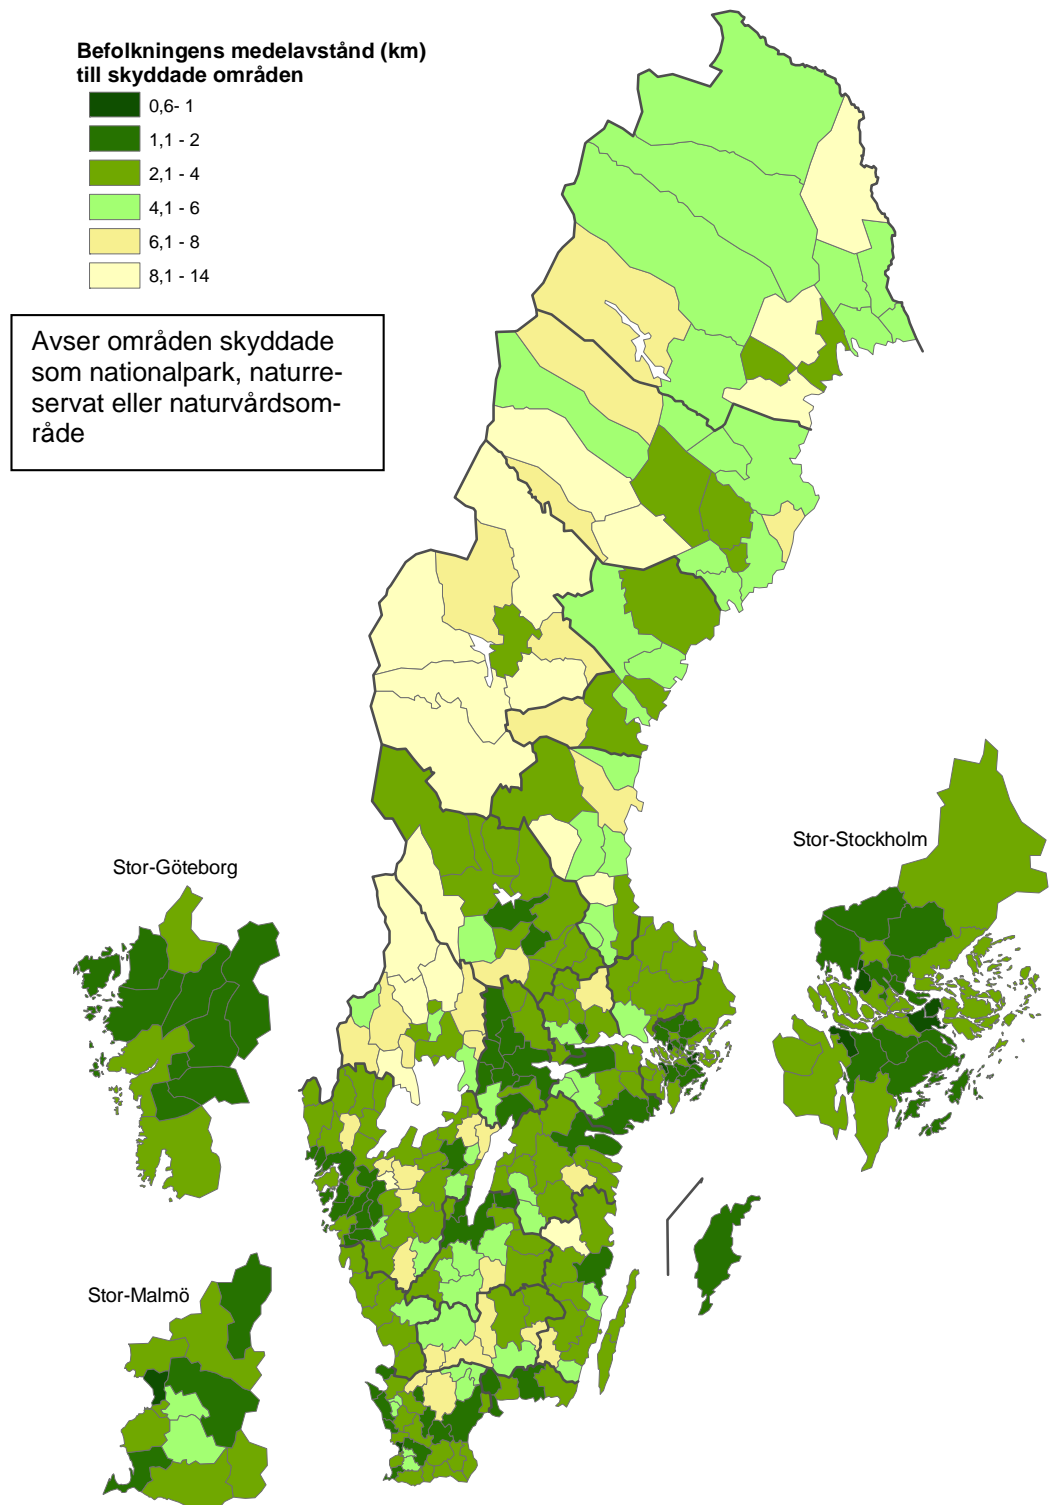 Befolkningens medelavstånd (km)
till skyddade områden
0,6- 1
1,1 - 2
2,1 - 4
4,1 - 6
6,1 - 8
8,1 - 14
Avser områden skyddade
som nationalpark, naturre-
servat eller naturvårdsom-
råde
Stor-Göteborg
Stor-Stockholm
Stor-Malmö